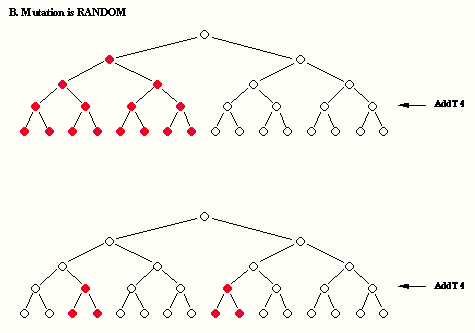 B. Mutation is RANDOM
Add T 4
Add T 4